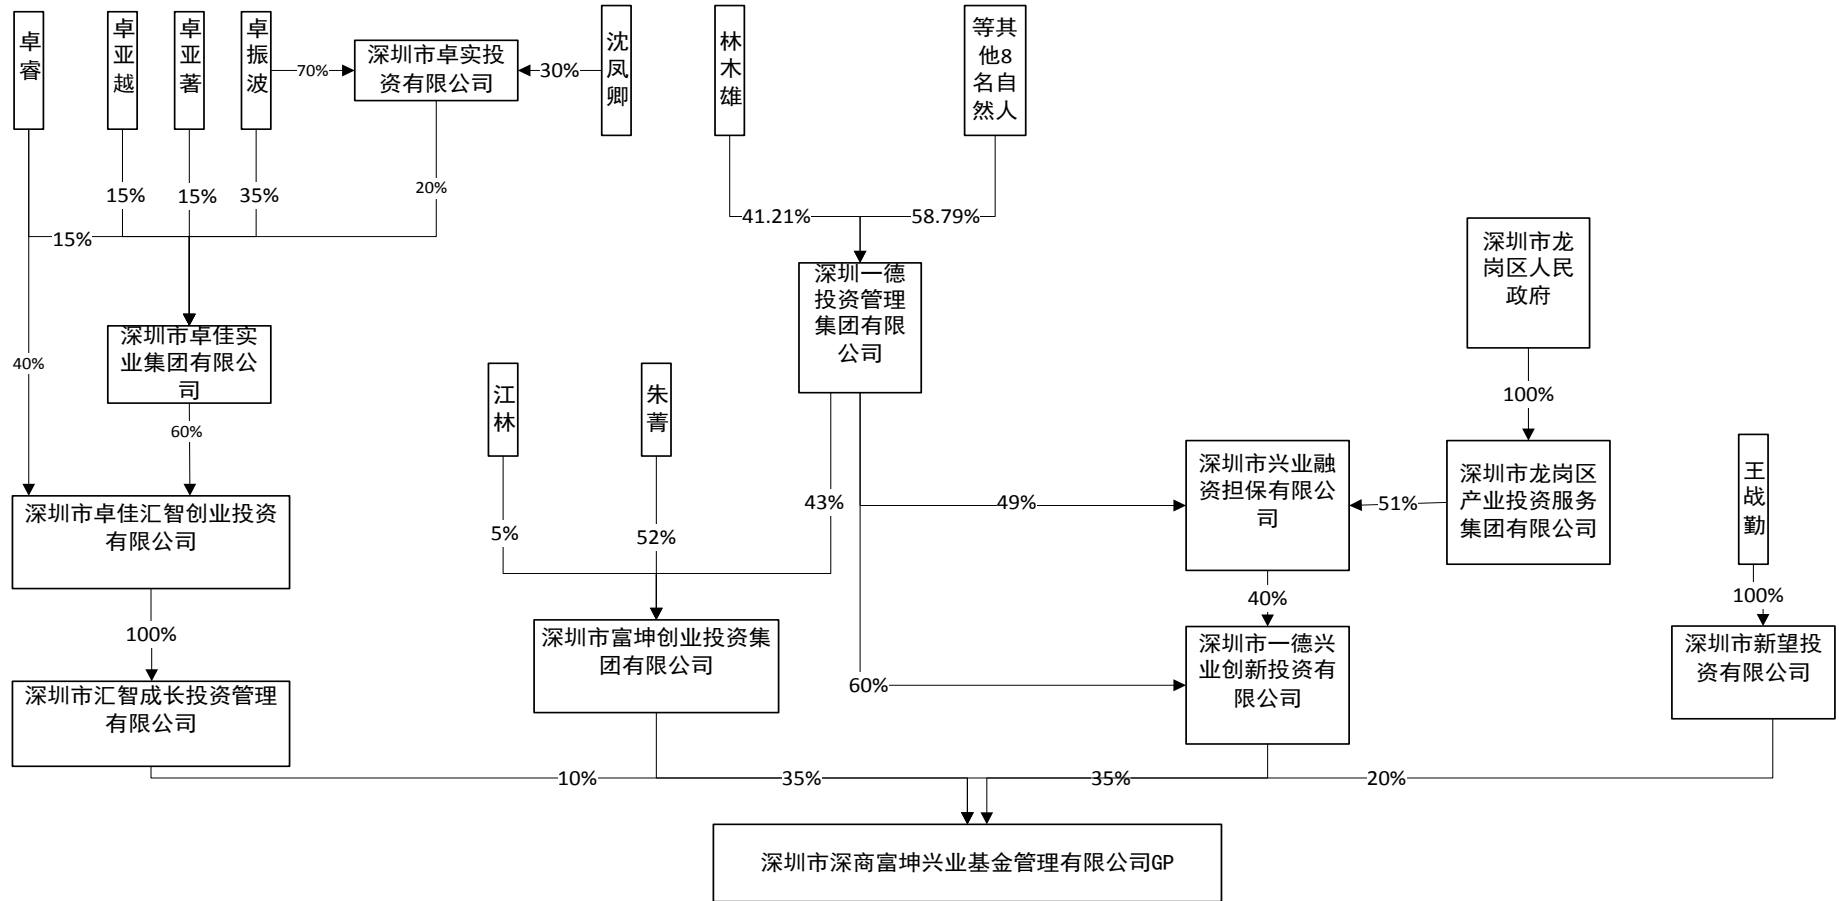 卓睿
卓亚越
卓亚著
卓振波
70%
深圳市卓实投
资有限公司
30%
沈凤卿
林木雄
等其
他8
名自
然人
15%
15%
35%
20%
15%
41.21%
58.79%
深圳市龙
岗区人民
政府
深圳一德
投资管理
集团有限
公司
深圳市卓佳实
业集团有限公
司
40%
60%
江林
朱菁
100%
深圳市兴业融
资担保有限公
司
51%
深圳市龙岗区
产业投资服务
集团有限公司
王战勤
深圳市卓佳汇智创业投资
有限公司
5%
52%
43%
49%
40%
100%
100%
深圳市富坤创业投资集
团有限公司
深圳市一德兴
业创新投资有
限公司
深圳市新望投
资有限公司
深圳市汇智成长投资管理
有限公司
60%
10%
35%
35%
20%
深圳市深商富坤兴业基金管理有限公司GP